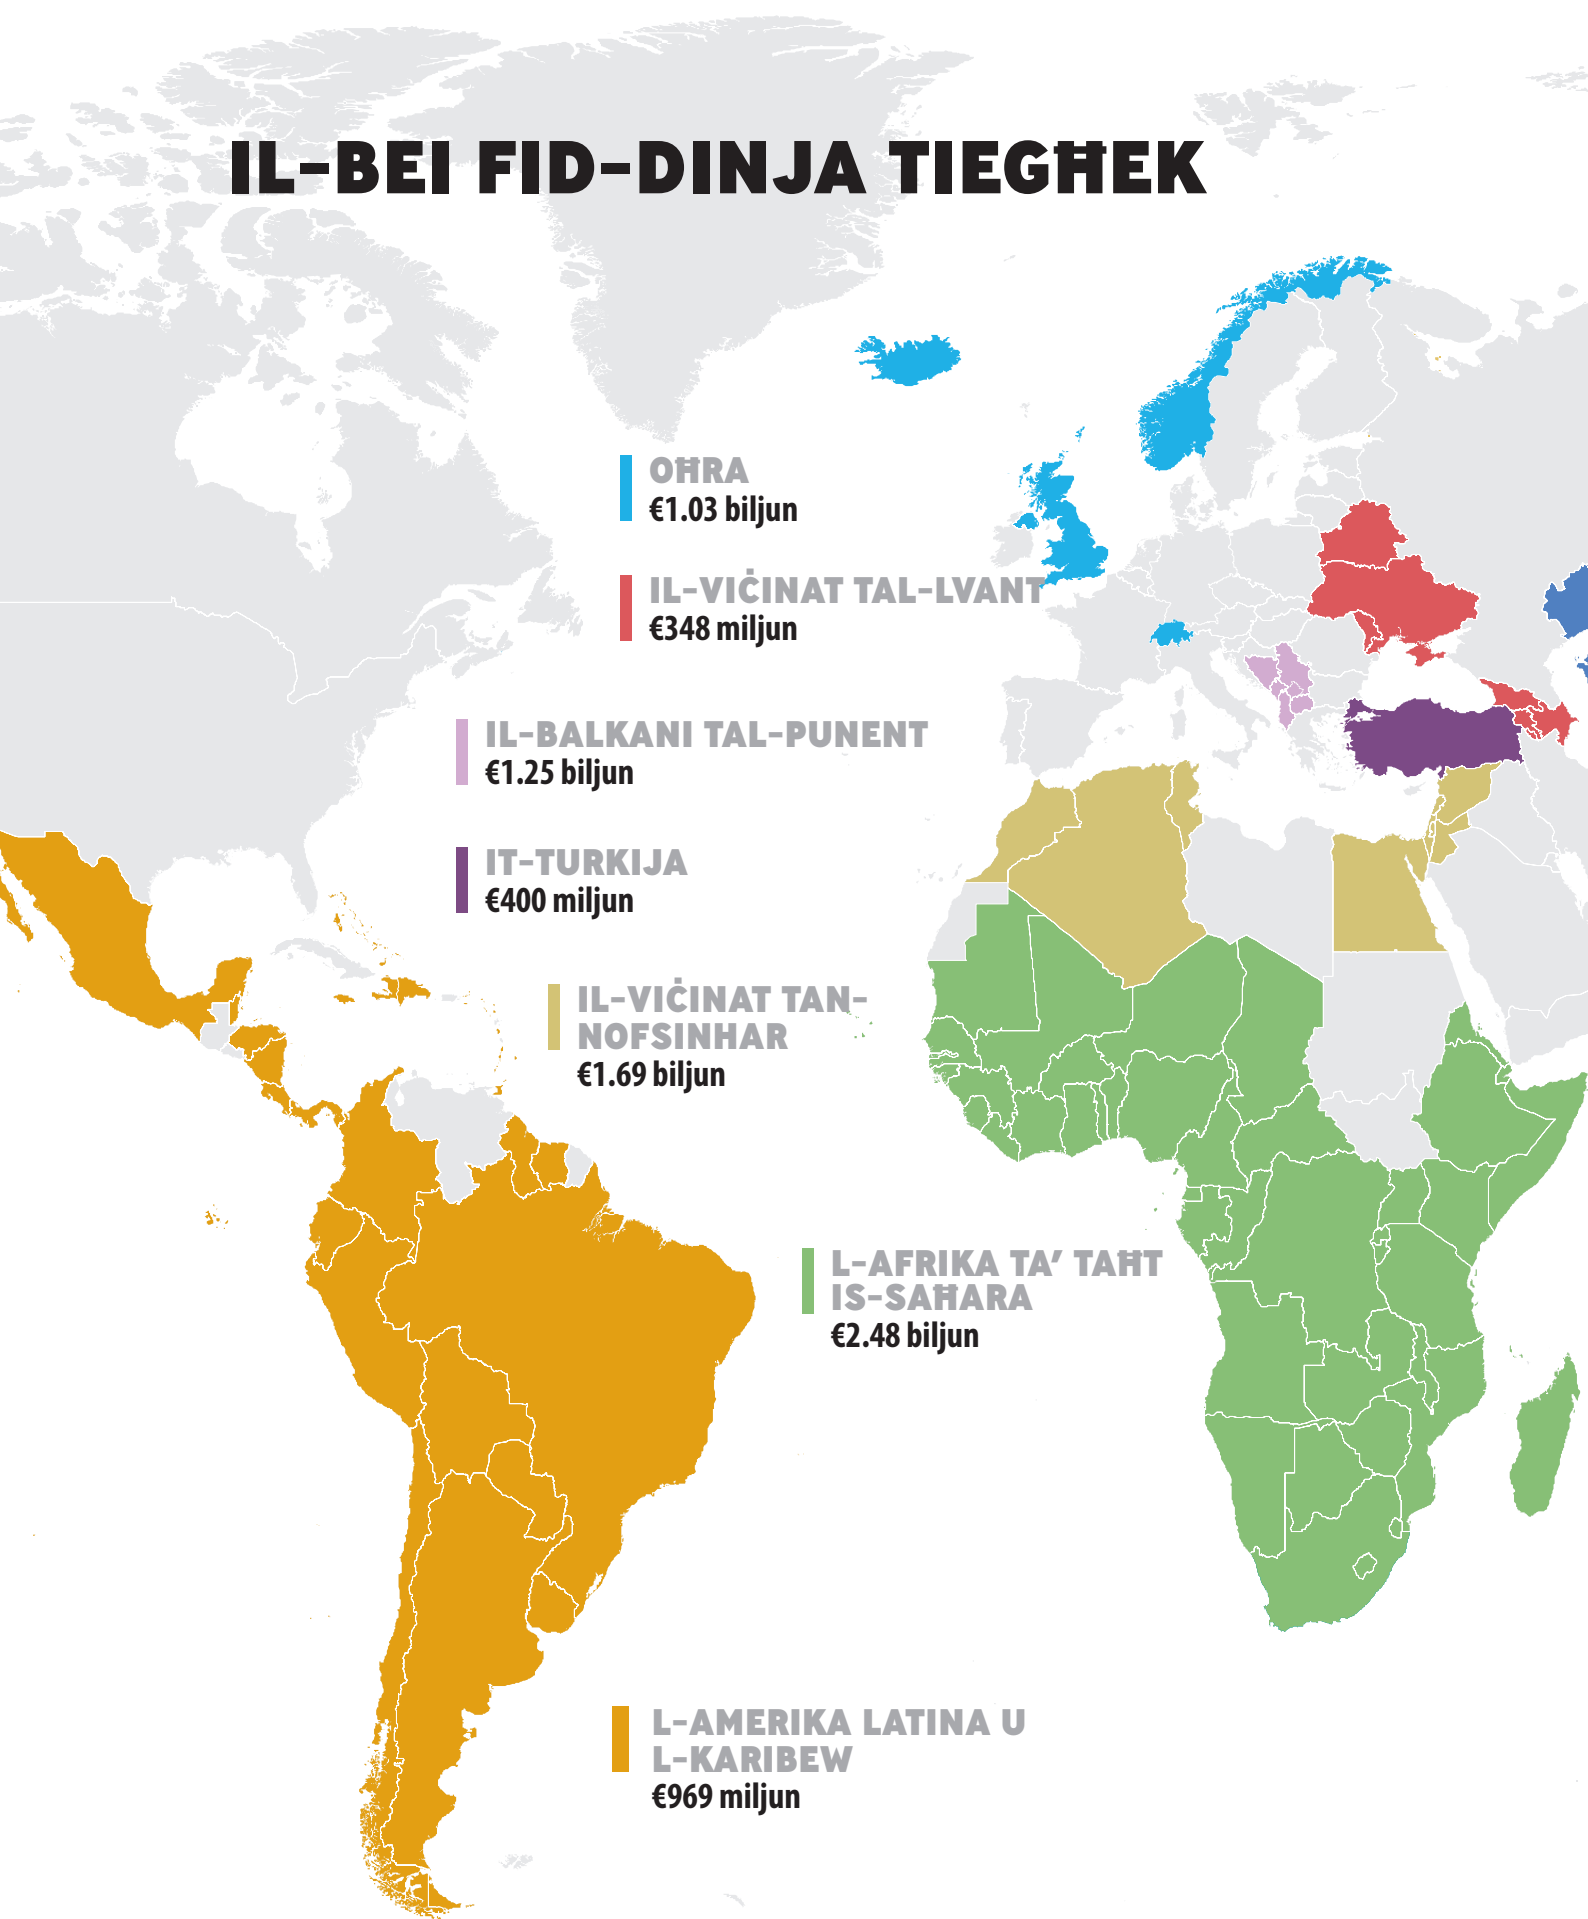 IL-BEI FID-DINJA TIEGĦEK
OĦRA
€1.03 biljun
IL-VIĊINAT TAL-LVANT
€348 miljun
IL-BALKANI TAL-PUNENT
€1.25 biljun
IT-TURKIJA
€400 miljun
IL-VIĊINAT TAN-
NOFSINHAR
€1.69 biljun
L-AFRIKA TA’ TAĦT
IS-SAĦARA
€2.48 biljun
L-AMERIKA LATINA U
L-KARIBEW
€969 miljun